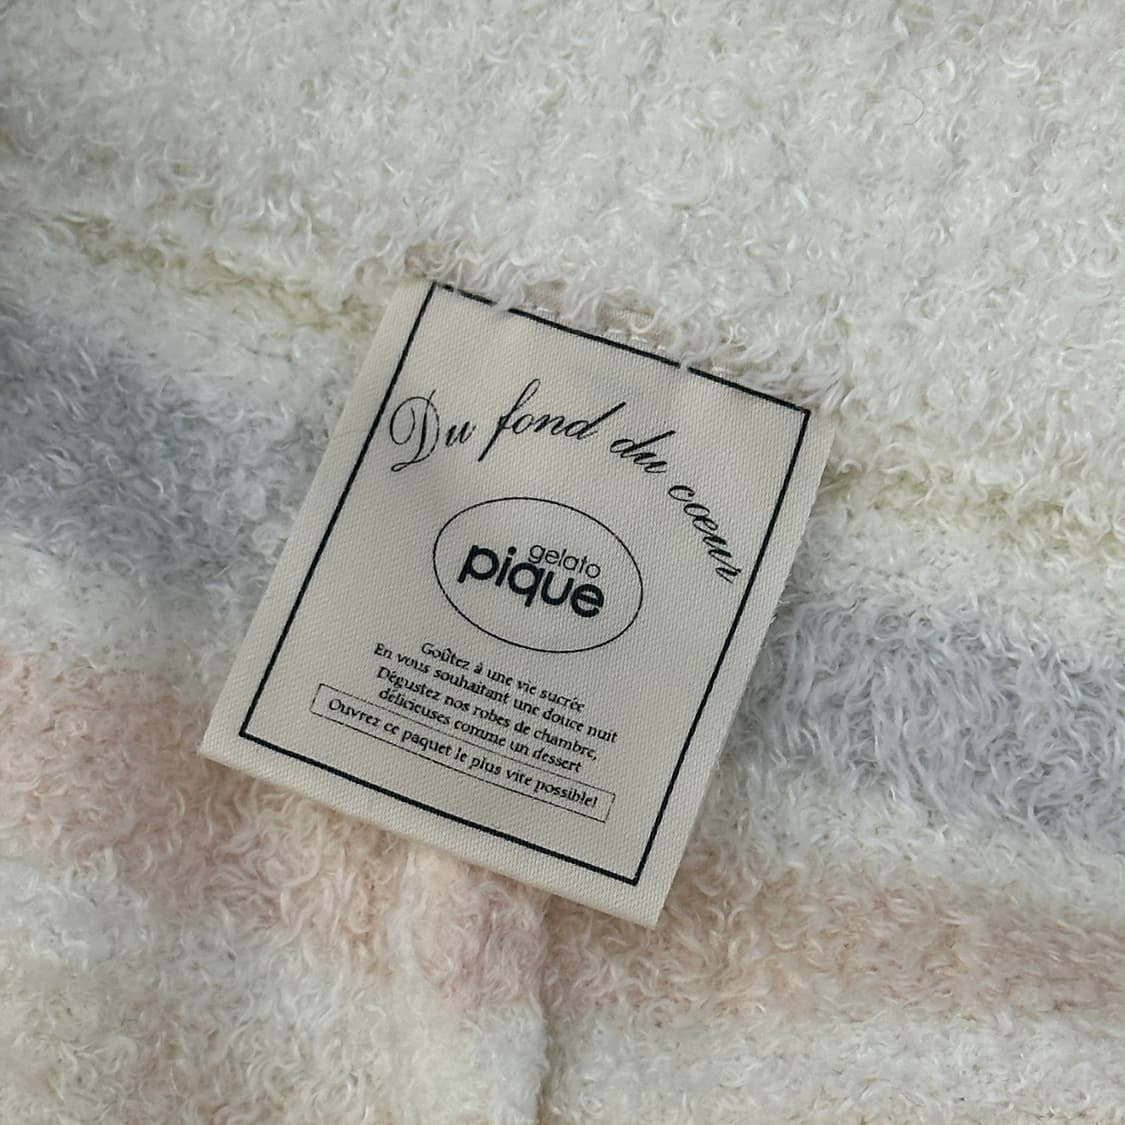 Du fond du cœur
gelato
pique
Goûtez à une vie sucrée
En vous souhaitant une douce nuit
Dégustez nos robes de chambre,
délicieuses comme un dessert
Ouvrez ce paquet le plus vite possible!